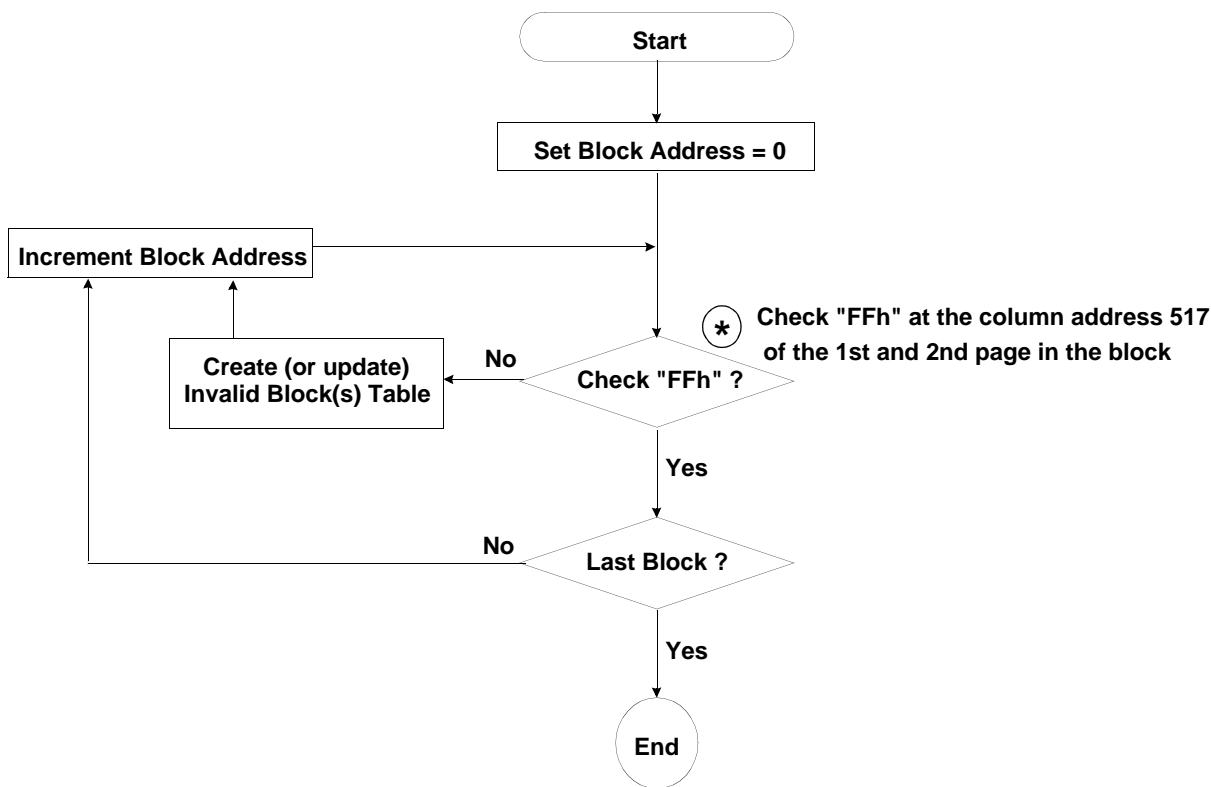 Start
Set Block Address = 0
Increment Block Address
* Check "FFh" at the column address 517
of the 1st and 2nd page in the block
No
Create (or update)
Invalid Block(s) Table
Check "FFh" ?
Yes
No
Last Block ?
Yes
End